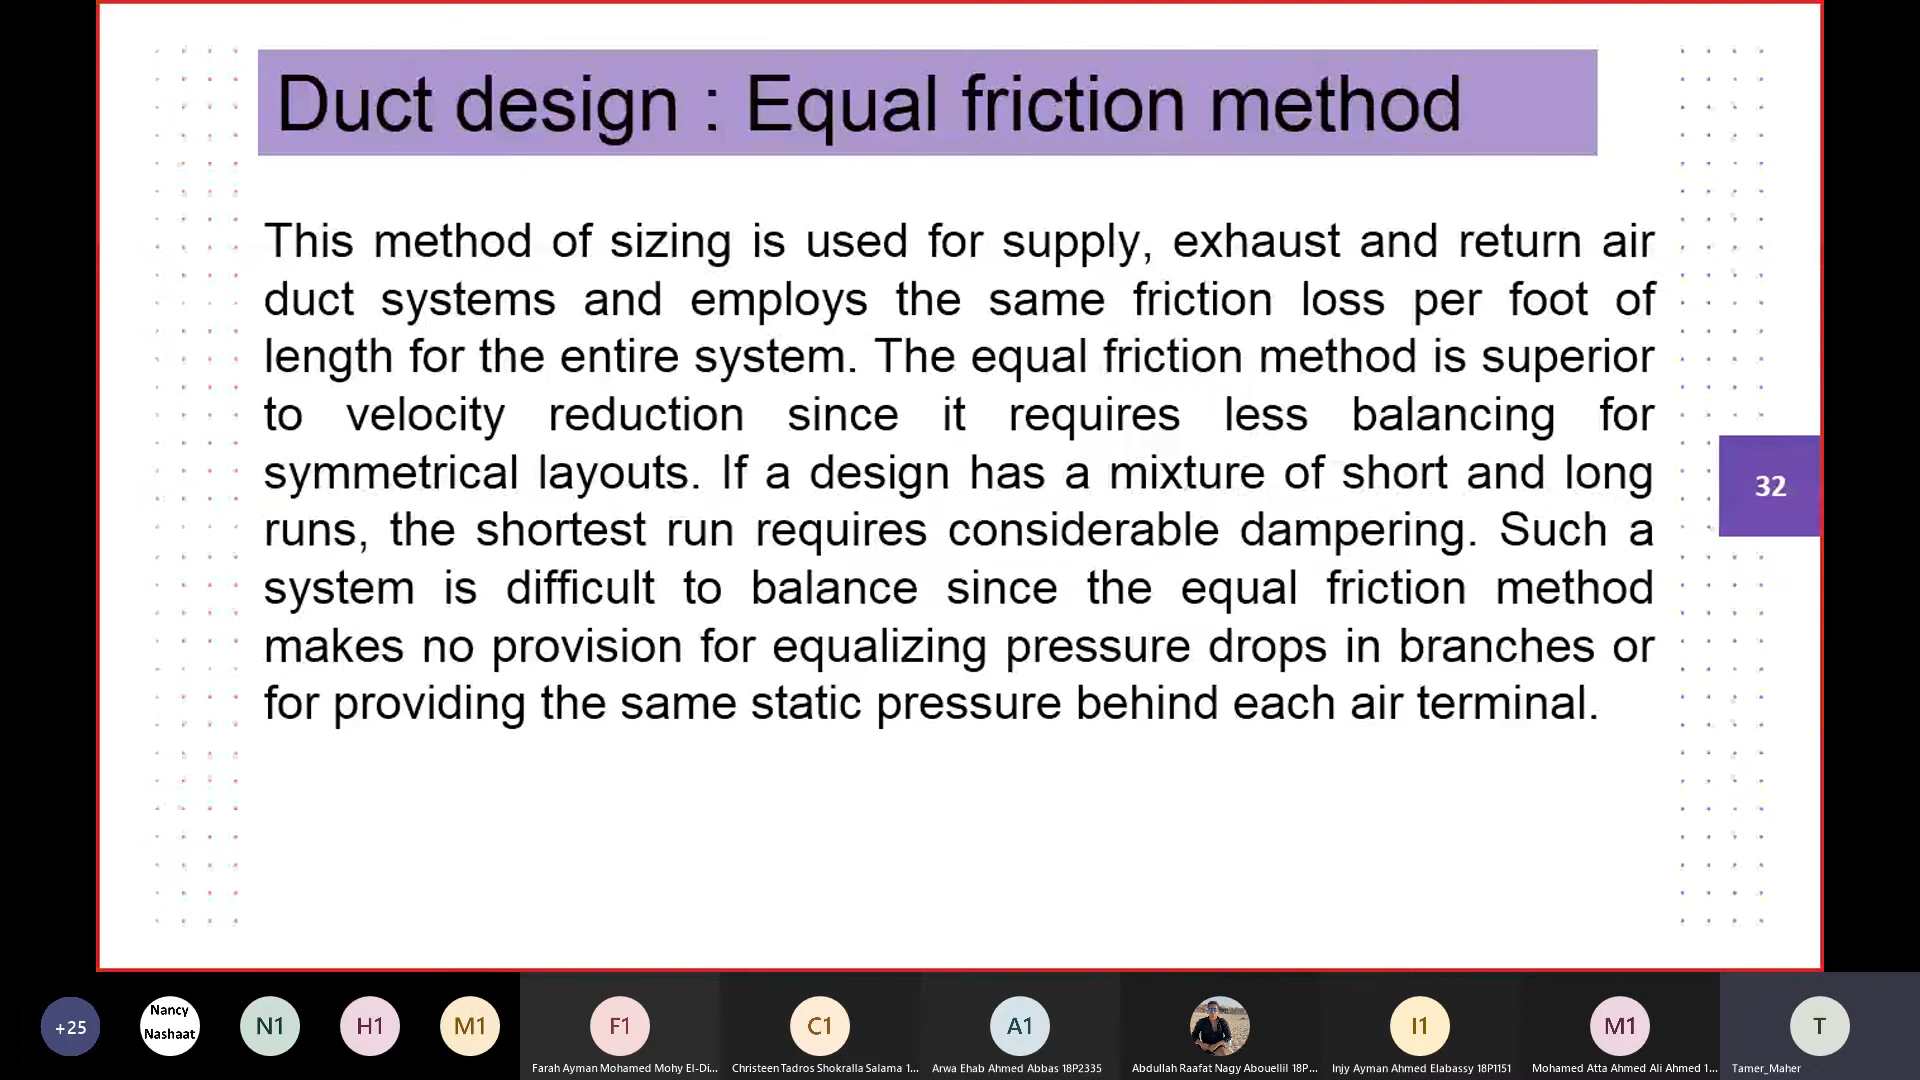 Duct design : Equal friction method
This method of sizing is used for supply, exhaust and return air
duct systems and employs the same friction loss per foot of
length for the entire system. The equal friction method is superior
to velocity reduction since it requires less balancing for
symmetrical layouts. If a design has a mixture of short and long
runs, the shortest run requires considerable dampering. Such a
system is difficult to balance since the equal friction method
makes no provision for equalizing pressure drops in branches or
for providing the same static pressure behind each air terminal.
32
+25
Nancy
Nashaat
N1
H1
M1
F1
C1
A1
I1
M1
T
Farah Ayman Mohamed Mohy El-Di...
Christeen Tadros Shokralla Salama 1...
Arwa Ehab Ahmed Abbas 18P2335
Abdullah Raafat Nagy Abouellil 18P...
Injy Ayman Ahmed Elabassy 18P1151
Mohamed Atta Ahmed Ali Ahmed 1...
Tamer_Maher